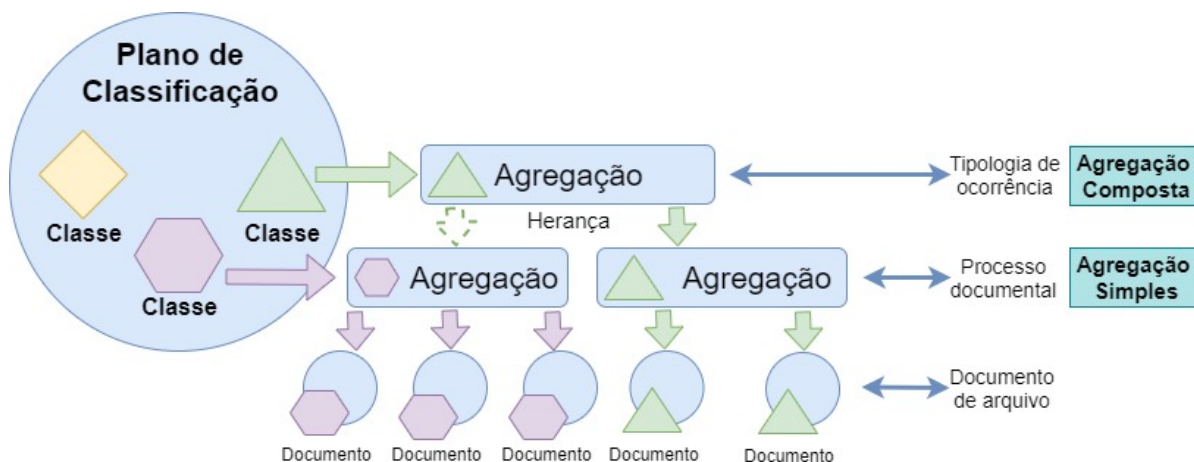 Plano de
Classificação
Classe
Classe
Classe
Agregação
Herança
Agregação
Agregação
Tipologia de
ocorrência
Agregação
Composta
Processo
documental
Agregação
Simples
Documento
de arquivo
Documento
Documento
Documento
Documento
Documento